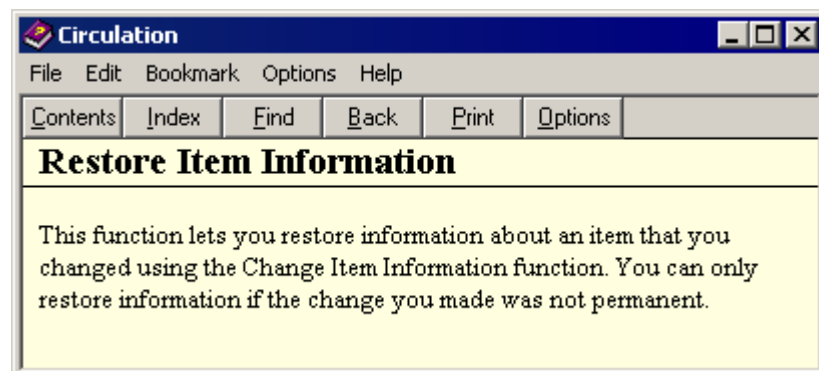 Circulation
File Edit Bookmark Options Help
Contents Index Find Back Print Options
Restore Item Information
This function lets you restore information about an item that you
changed using the Change Item Information function. You can only
restore information if the change you made was not permanent.